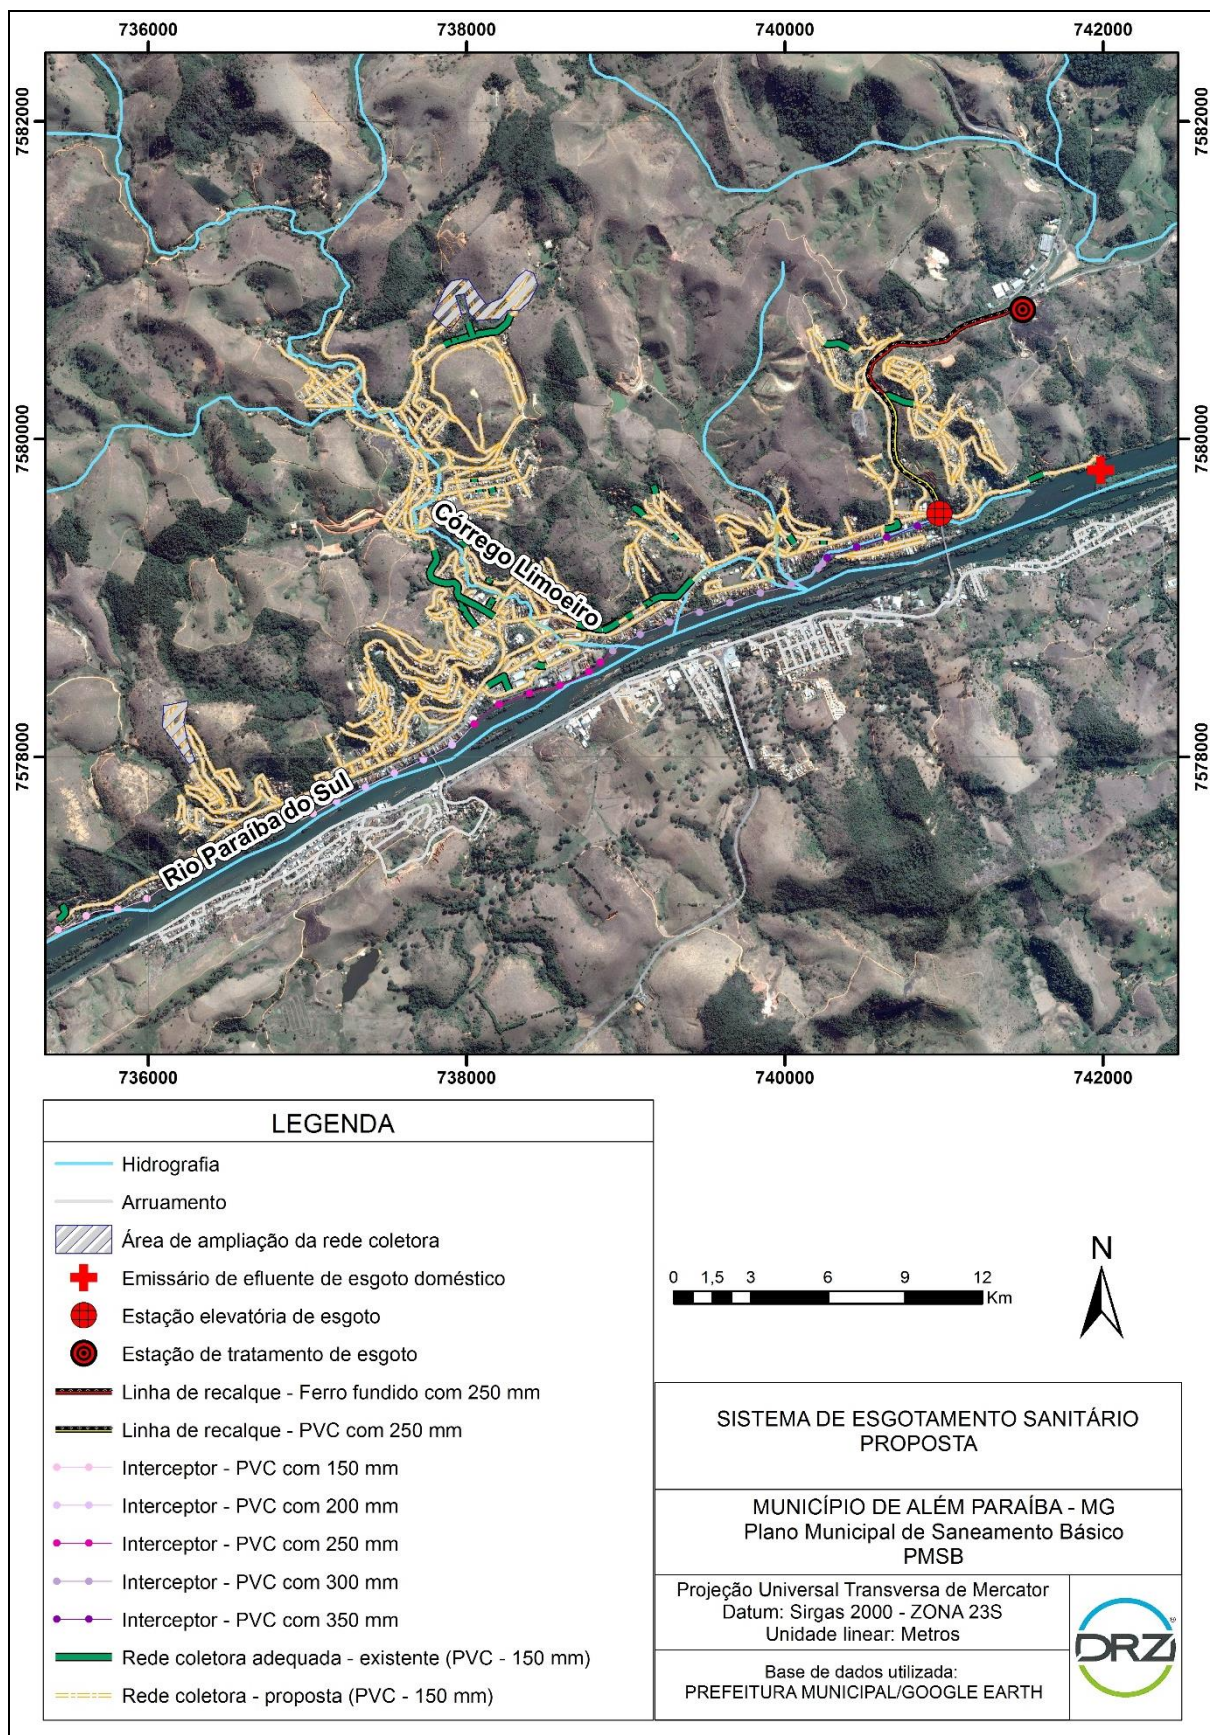 736000 738000 740000 742000
7582000 7582000
7580000 7580000
Córrego Limoeiro
7578000 7578000
Rio Paraíba do Sul
736000 738000 740000 742000
LEGENDA
Hidrografia
Arruamento
Área de ampliação da rede coletora
Emissário de efluente de esgoto doméstico
Estação elevatória de esgoto
Estação de tratamento de esgoto
Linha de recalque - Ferro fundido com 250 mm
Linha de recalque - PVC com 250 mm
Interceptor - PVC com 150 mm
Interceptor - PVC com 200 mm
Interceptor - PVC com 250 mm
Interceptor - PVC com 300 mm
Interceptor - PVC com 350 mm
Rede coletora adequada - existente (PVC - 150 mm)
Rede coletora - proposta (PVC - 150 mm)
N
0 1,5 3 6 9 12
Km
SISTEMA DE ESGOTAMENTO SANITÁRIO
PROPOSTA
MUNICÍPIO DE ALÉM PARAÍBA - MG
Plano Municipal de Saneamento Básico
PMSB
Projeção Universal Transversa de Mercator
Datum: Sirgas 2000 - ZONA 23S
Unidade linear: Metros
Base de dados utilizada:
PREFEITURA MUNICIPAL/GOOGLE EARTH
DRZ®